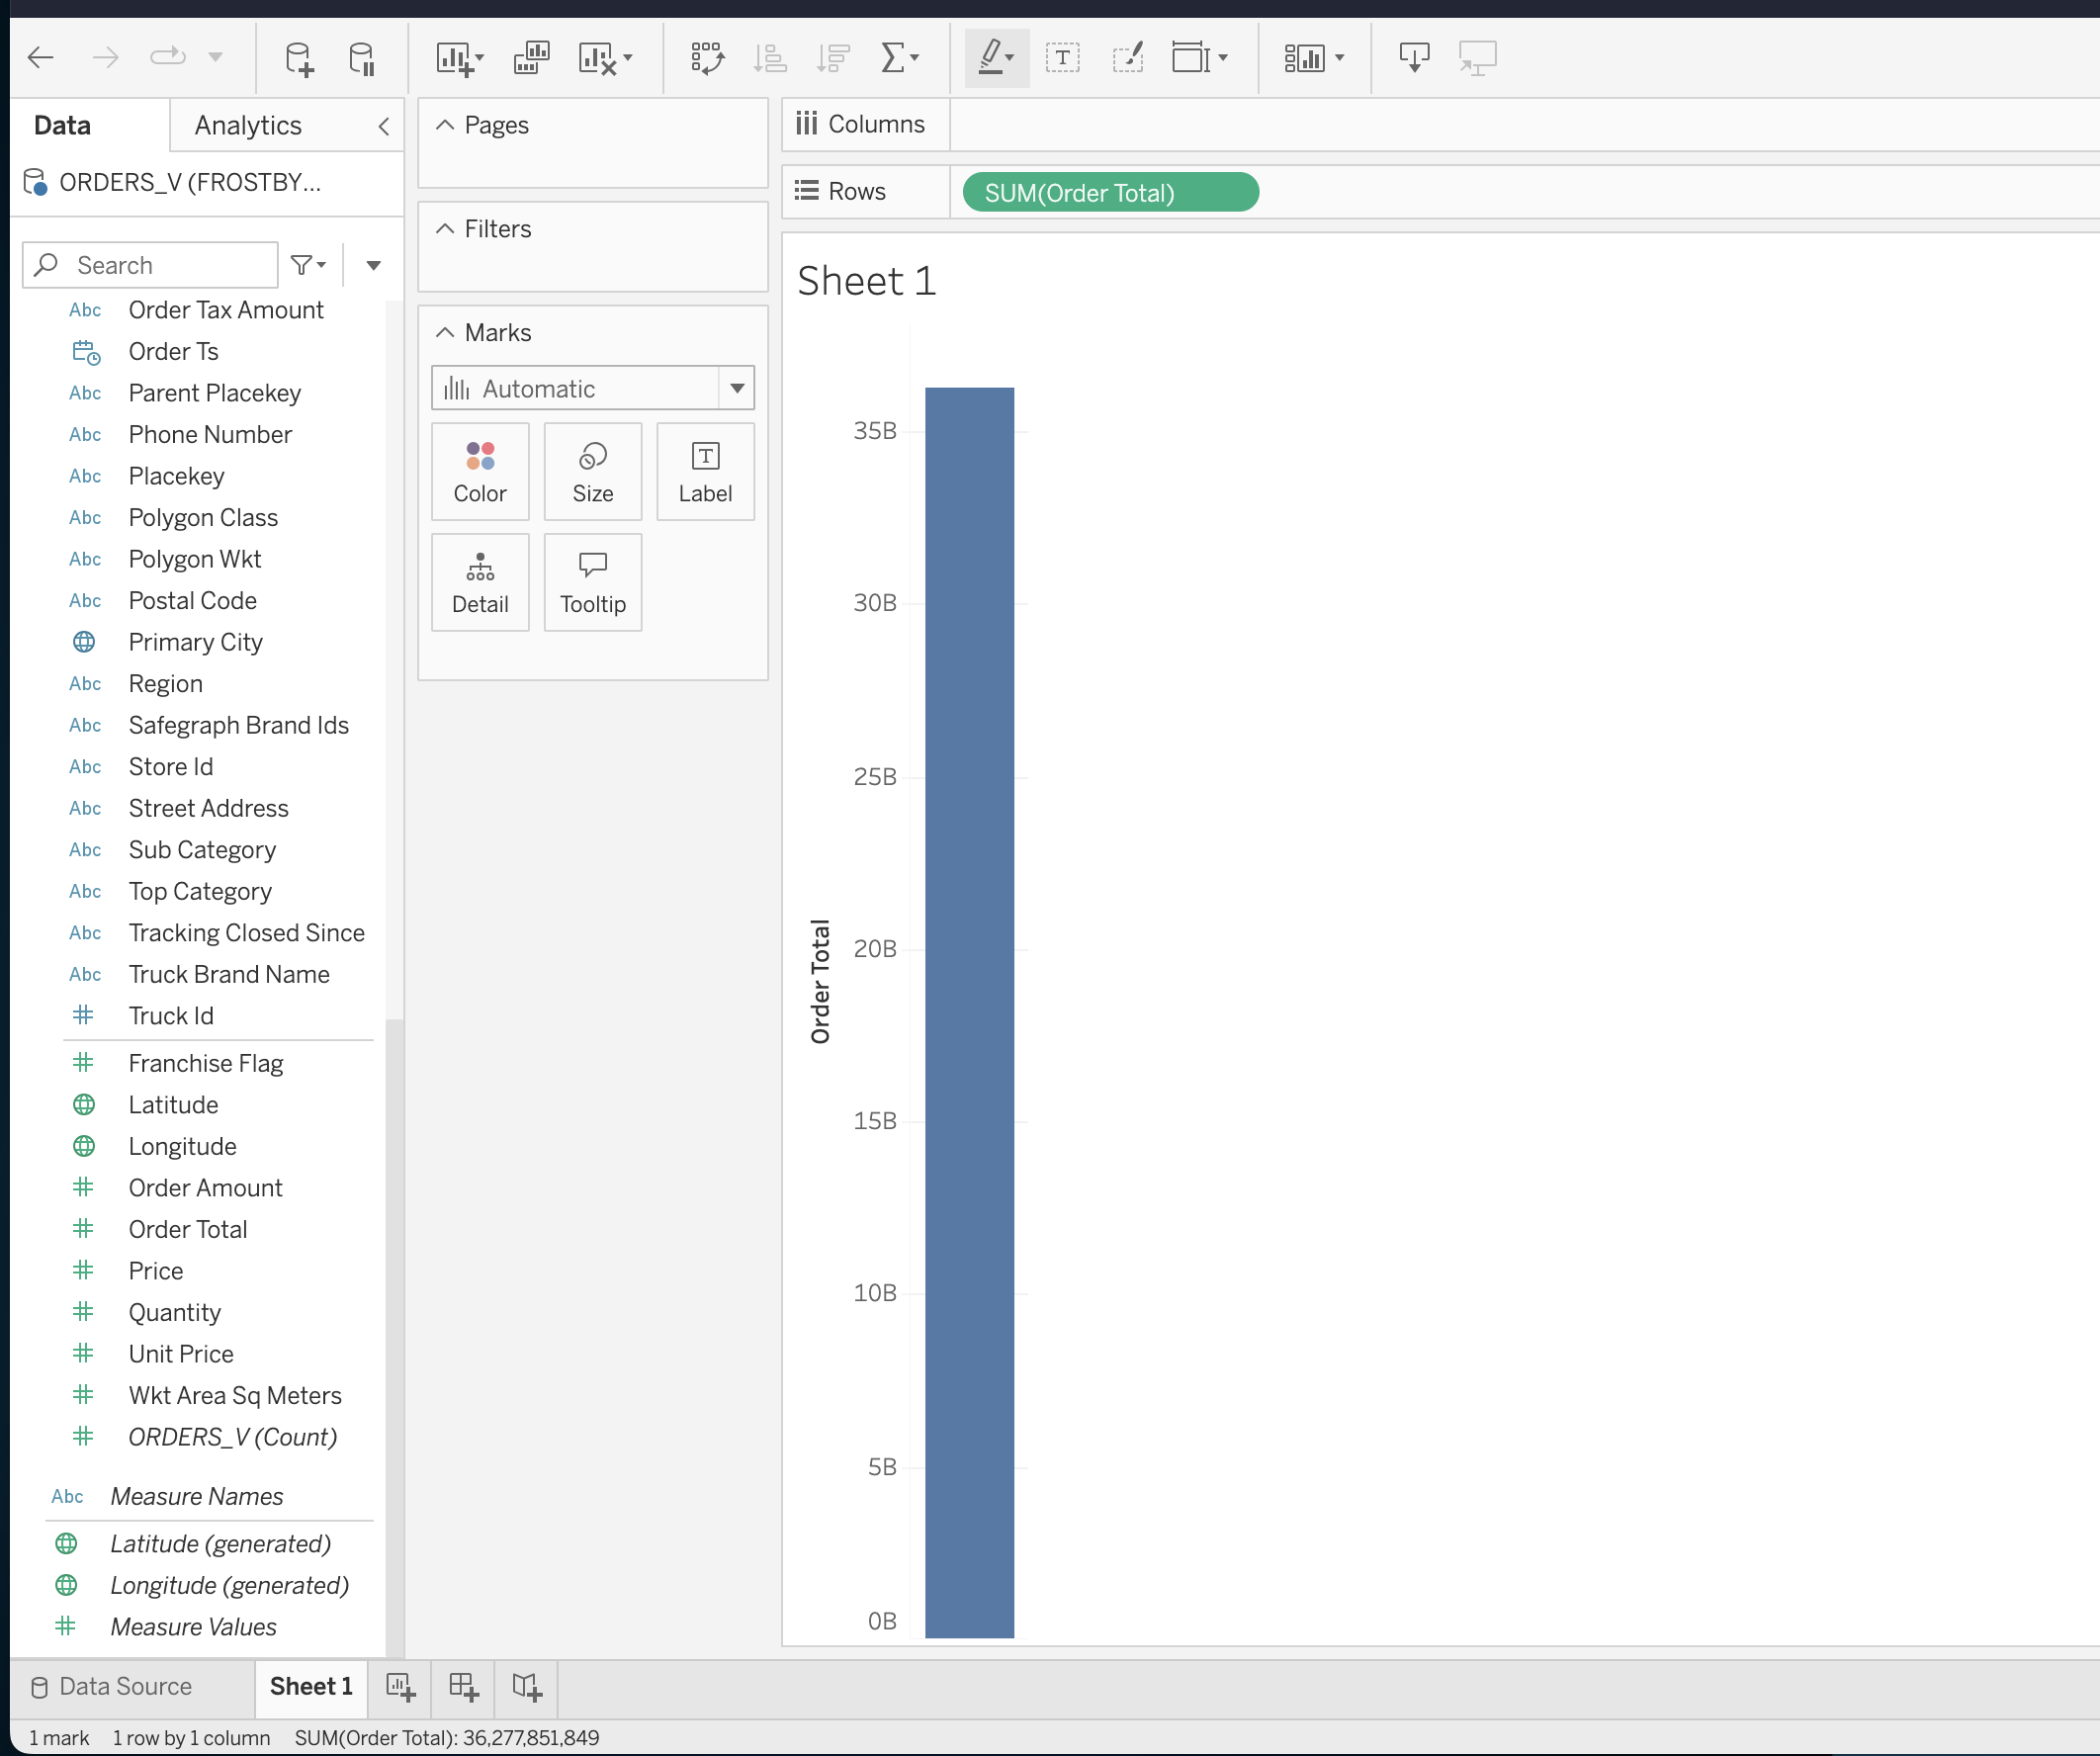 Data
Analytics
ORDERS_V (FROSTBY...
Search
Abc Order Tax Amount
Order Ts
Abc Parent Placekey
Abc Phone Number
Abc Placekey
Abc Polygon Class
Abc Polygon Wkt
Abc Postal Code
Primary City
Abc Region
Abc Safegraph Brand Ids
Abc Store Id
Abc Street Address
Abc Sub Category
Abc Top Category
Abc Tracking Closed Since
Abc Truck Brand Name
# Truck Id
# Franchise Flag
Latitude
Longitude
# Order Amount
# Order Total
# Price
# Quantity
# Unit Price
# Wkt Area Sq Meters
# ORDERS_V (Count)
Abc Measure Names
Latitude (generated)
Longitude (generated)
# Measure Values
Pages
Filters
Marks
Automatic
Color
Size
T
Label
Detail
Tooltip
T
Columns
Rows
SUM(Order Total)
Sheet 1
Order Total
35B
30B
25B
20B
15B
10B
5B
0B
Data Source
Sheet 1
1 mark 1 row by 1 column SUM(Order Total): 36,277,851,849